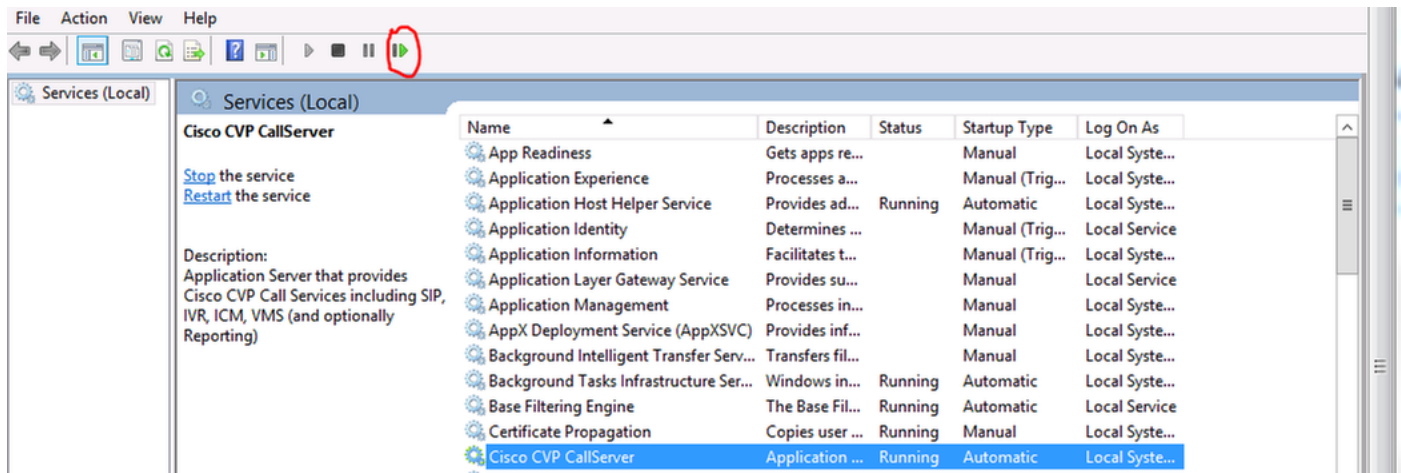 File Action View Help
Services (Local)
Services (Local)
Cisco CVP CallServer
Stop the service
Restart the service
Description:
Application Server that provides
Cisco CVP Call Services including SIP,
IVR, ICM, VMS (and optionally
Reporting)
Name Description Status Startup Type Log On As
App Readiness Gets apps re... Manual Local Syste...
Application Experience Processes a... Manual (Trig... Local Syste...
Application Host Helper Service Provides ad... Running Automatic Local Syste...
Application Identity Determines ... Manual (Trig... Local Service
Application Information Facilitates t... Manual (Trig... Local Syste...
Application Layer Gateway Service Provides su... Manual Local Service
Application Management Processes in... Manual Local Syste...
AppX Deployment Service (AppXSVC) Provides inf... Manual Local Syste...
Background Intelligent Transfer Serv... Transfers fil... Manual Local Syste...
Background Tasks Infrastructure Ser... Windows in... Running Automatic Local Syste...
Base Filtering Engine The Base Fil... Running Automatic Local Service
Certificate Propagation Copies user ... Running Manual Local Syste...
Cisco CVP CallServer Application ... Running Automatic Local Syste...